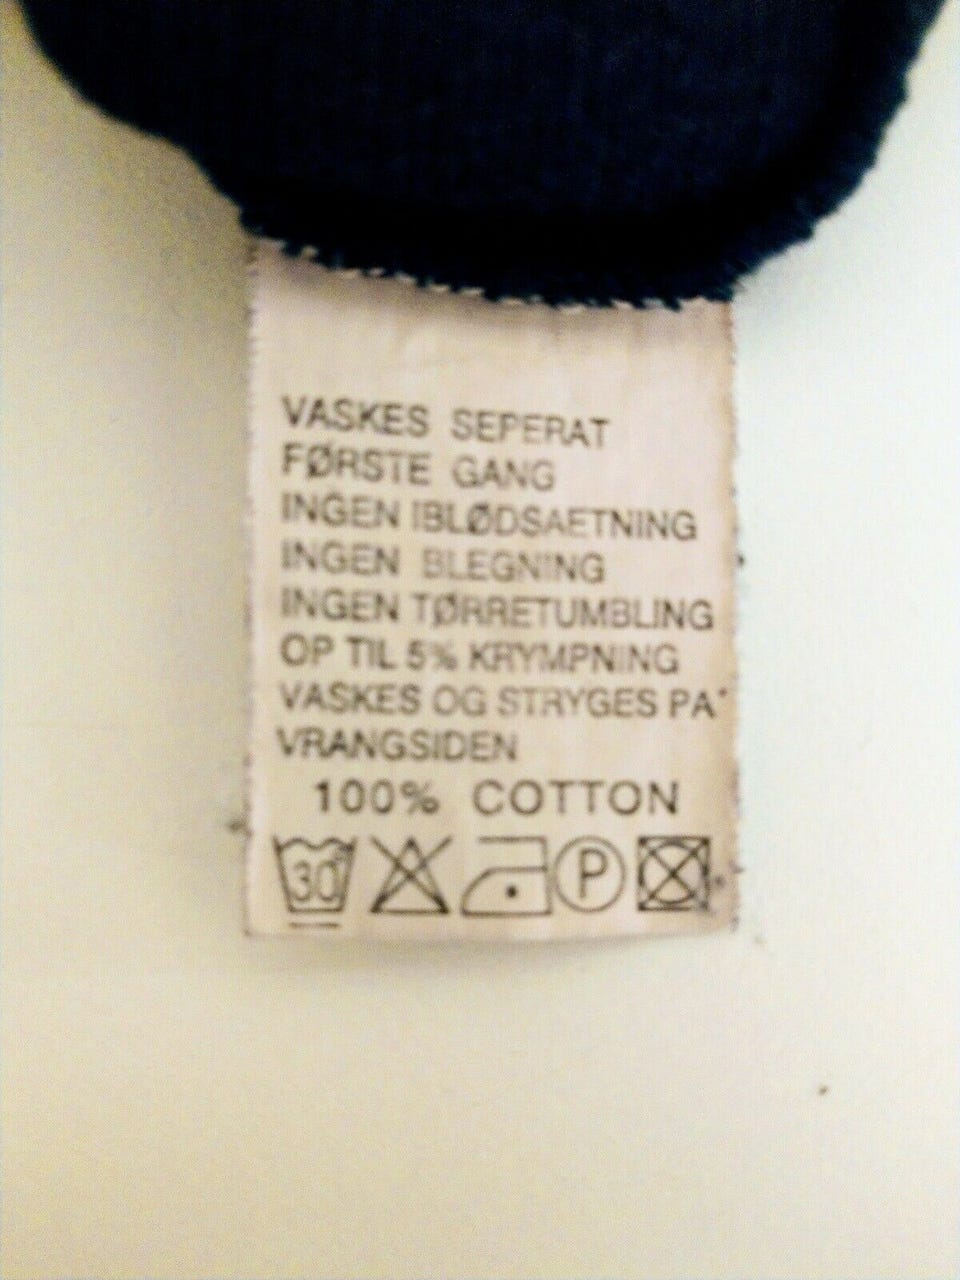 VASKES SEPERAT
FØRSTE GANG
INGEN IBLØDSAETNING
INGEN BLEGNING
INGEN TØRRETUMBLING
OP TIL 5% KRYMPNING
VASKES OG STRYGES PA°
VRANGSIDEN
100% COTTON
30° P